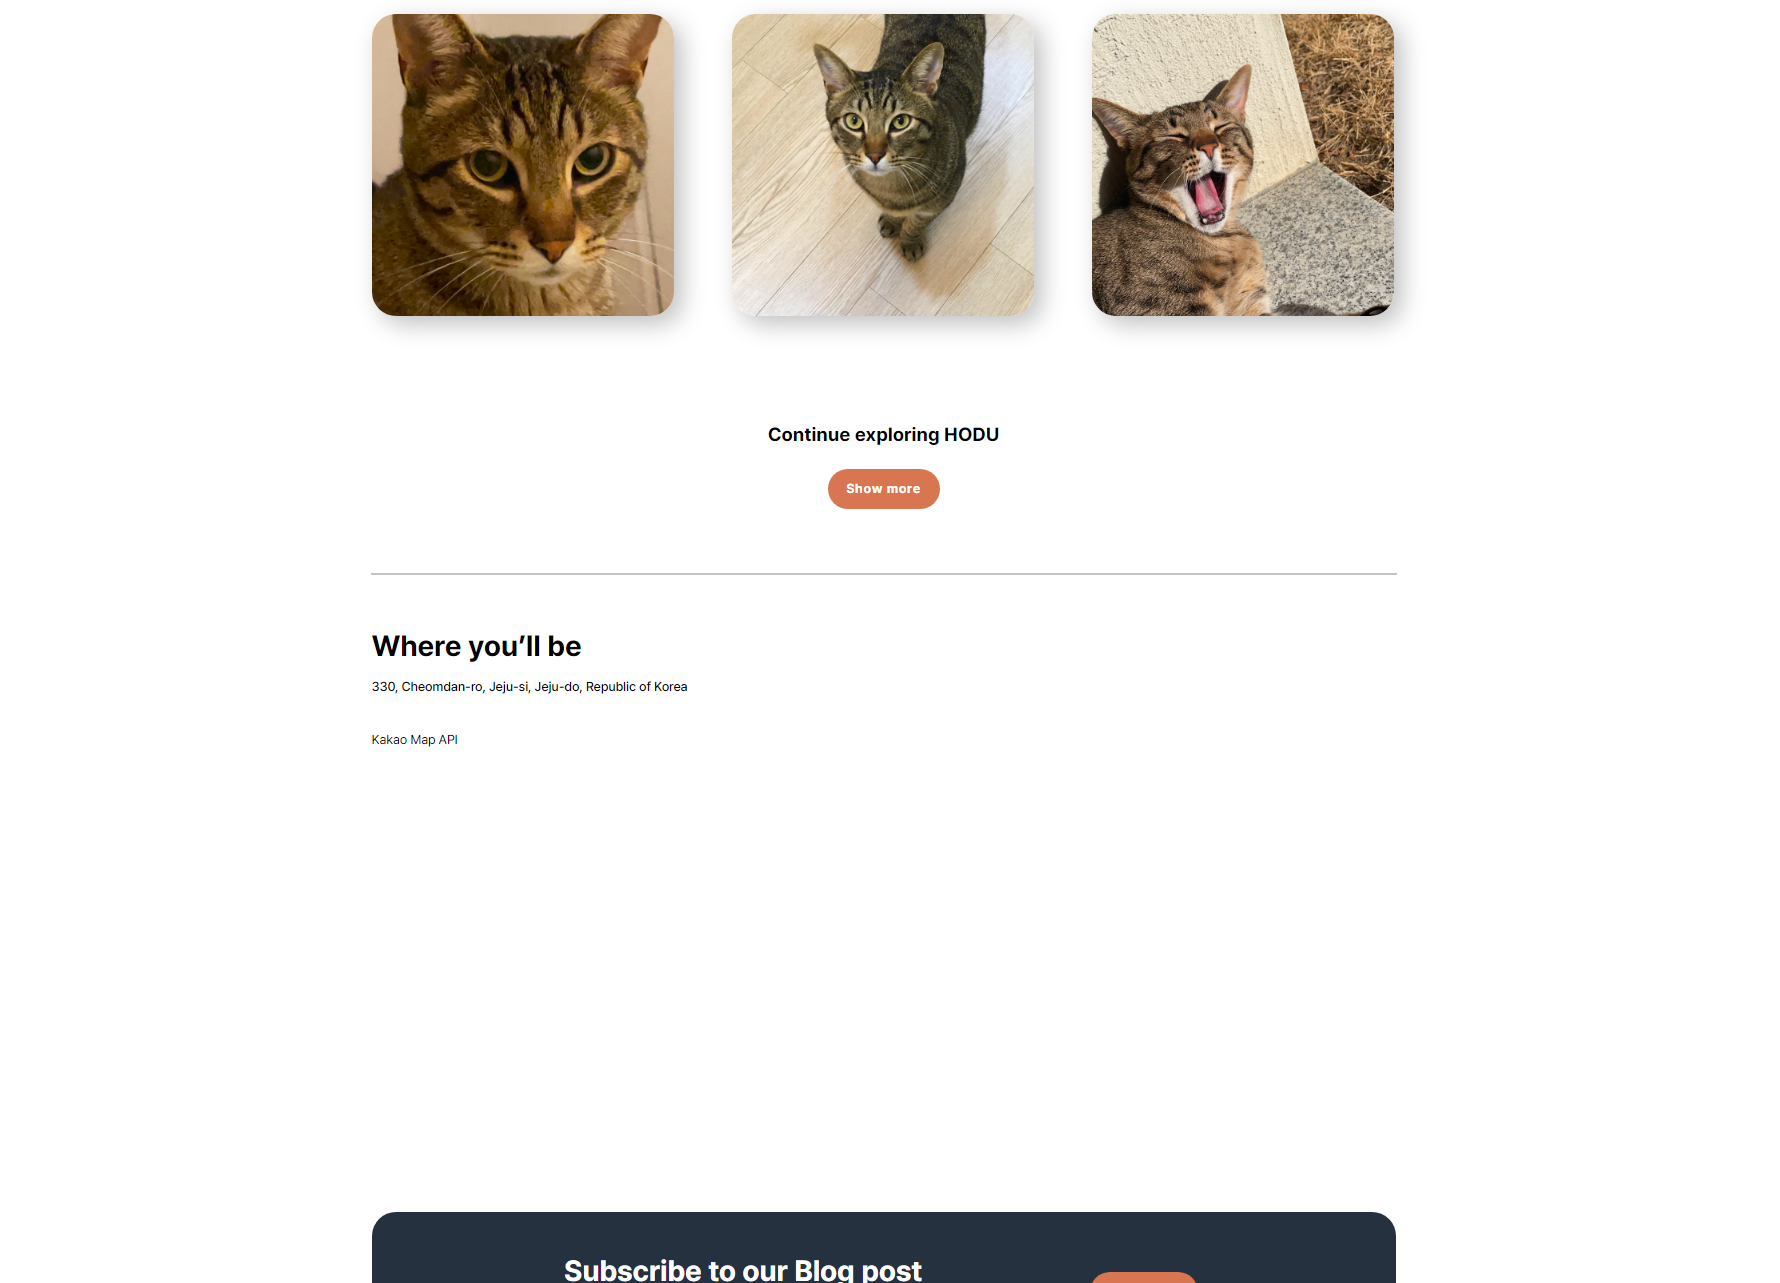 Continue exploring HODU
Show more
Where you’ll be
330, Cheomdan-ro, Jeju-si, Jeju-do, Republic of Korea
Kakao Map API
Subscribe to our Blog post